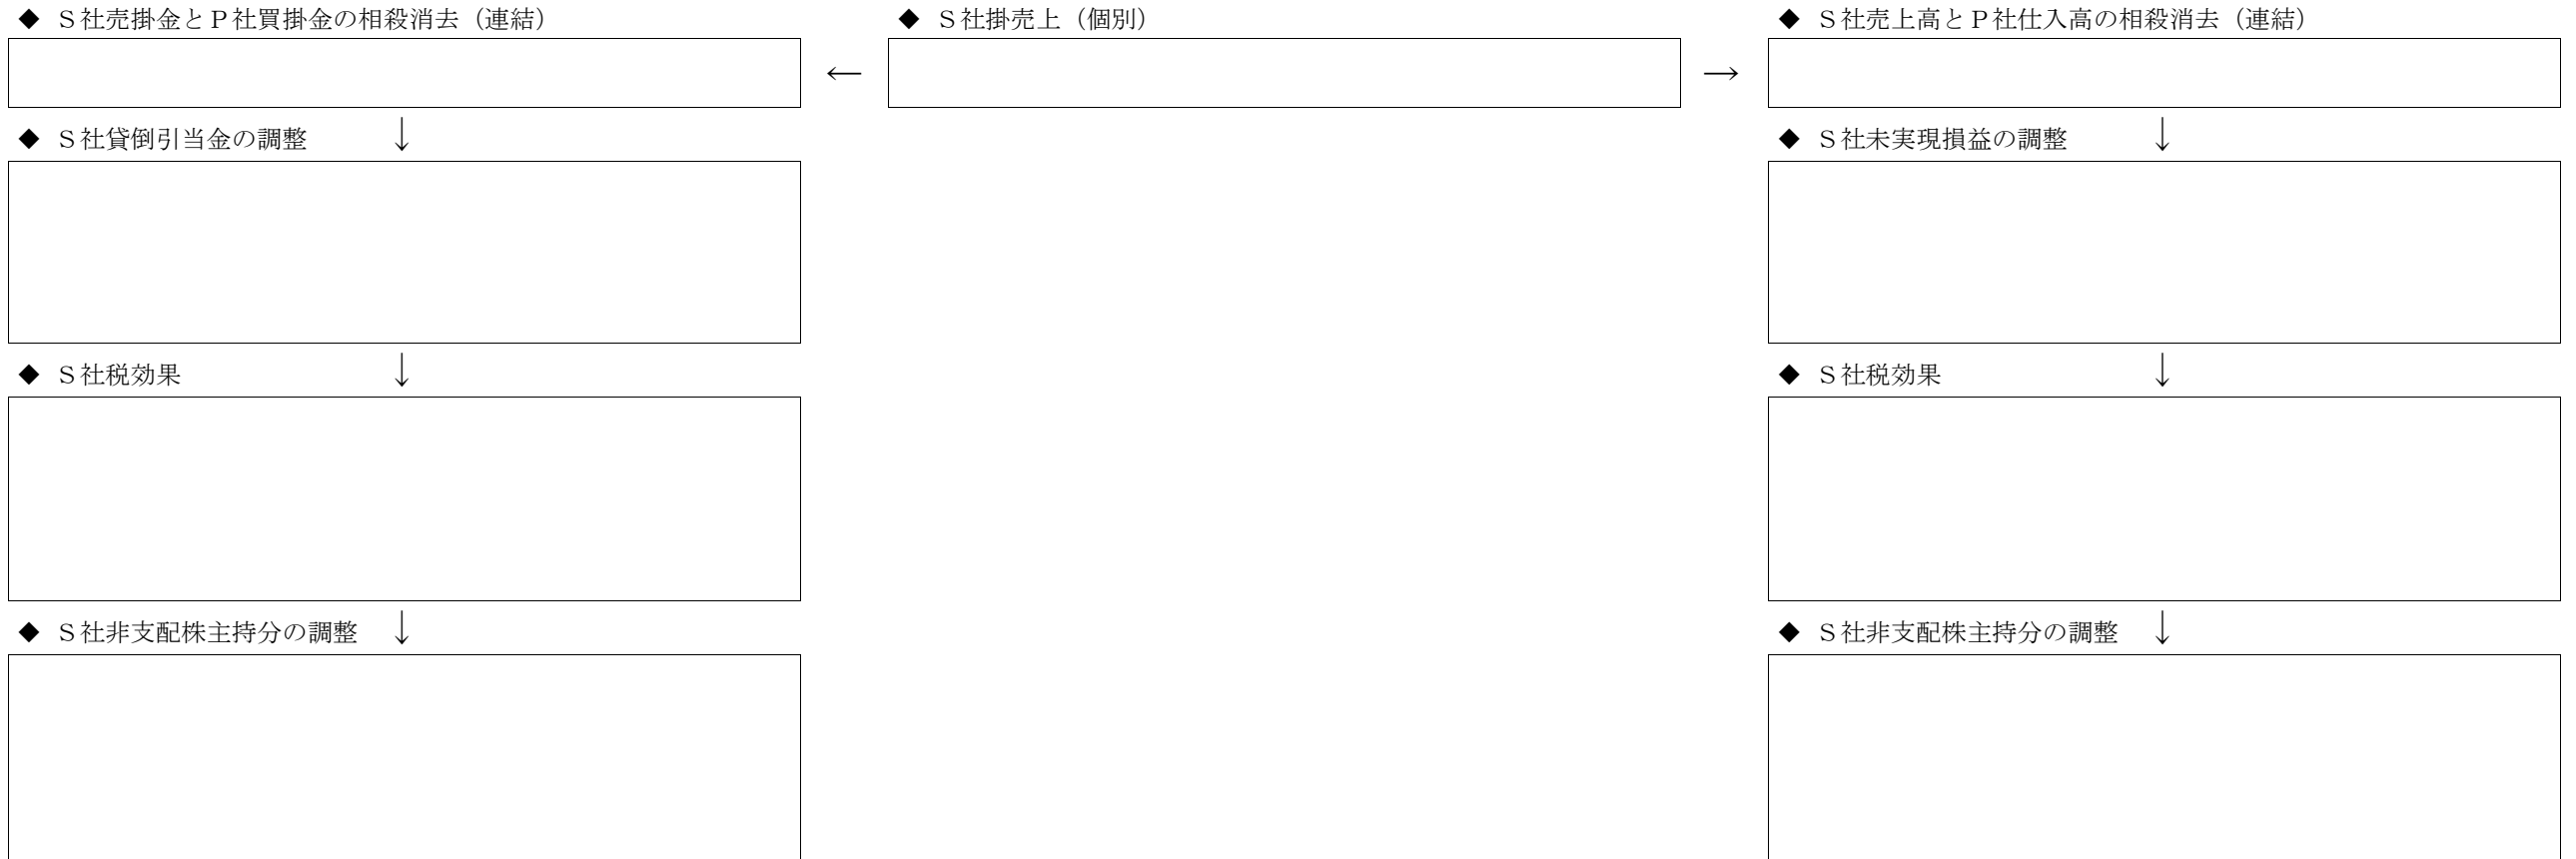 ◆ Ｓ社売掛金とＰ社買掛金の相殺消去（連結）
◆ Ｓ社掛売上（個別）
◆ Ｓ社売上高とＰ社仕入高の相殺消去（連結）
←
→
◆ Ｓ社貸倒引当金の調整 ↓
◆ Ｓ社未実現損益の調整 ↓
◆ Ｓ社税効果 ↓
◆ Ｓ社税効果 ↓
◆ Ｓ社非支配株主持分の調整 ↓
◆ Ｓ社非支配株主持分の調整 ↓